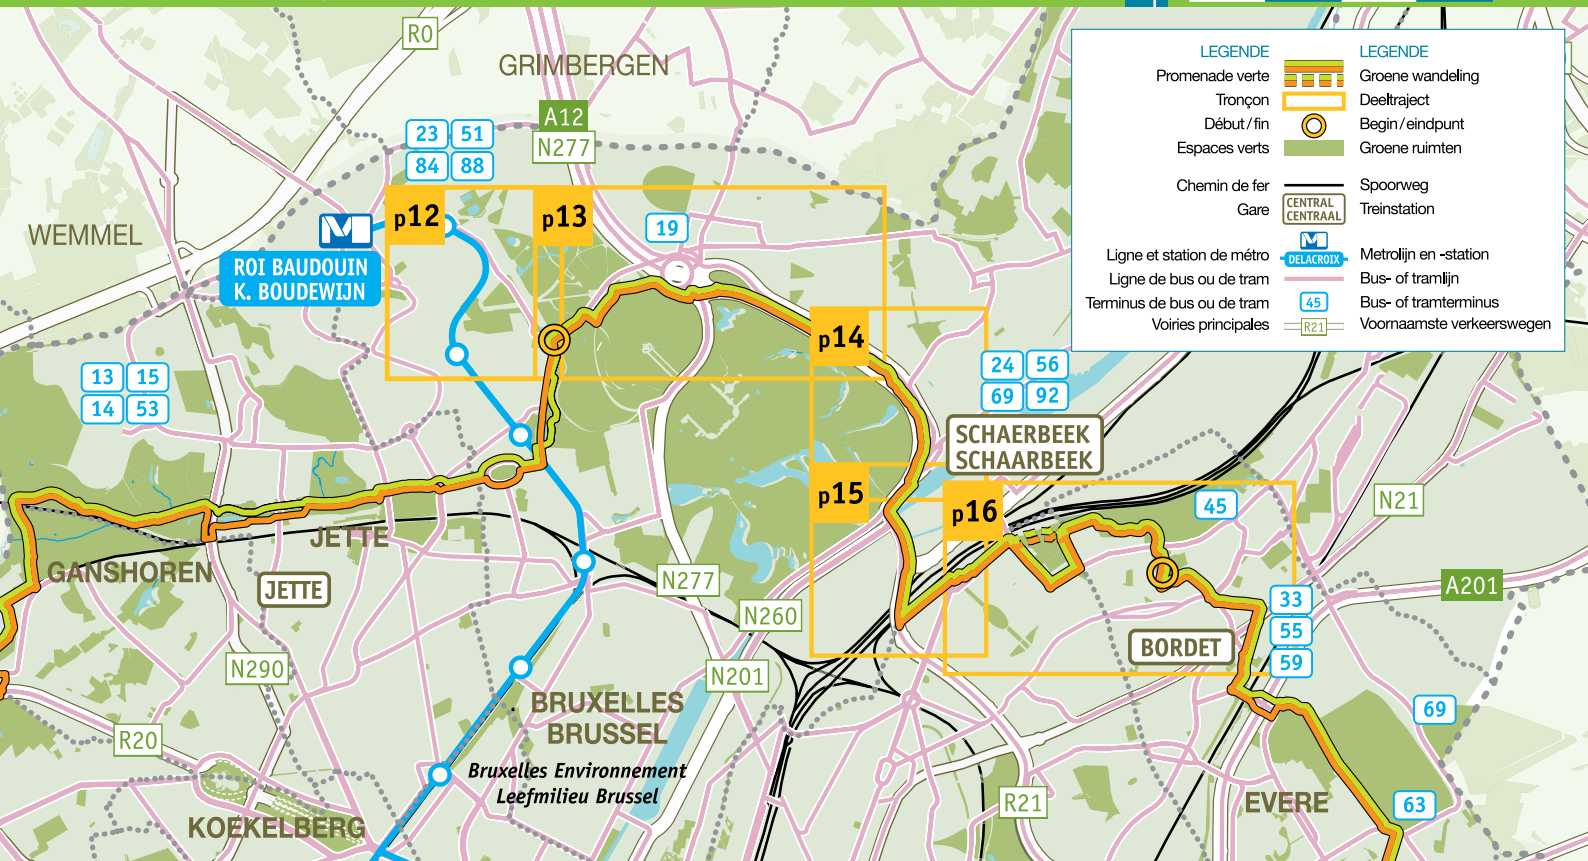 R0
GRIMBERGEN
A12
N277
23 51
84 88
WEMMEL
p12
p13
19
ROI BAUDOUIN
K. BOUDEWIJN
p14
13 15
14 53
24 56
69 92
SCHAERBEEK
SCHAARBEEK
p15
p16
45
N21
JETTE
GANSHOREN
JETTE
N277
N260
A201
33
55
59
BORDET
N290
N201
BRUXELLES
BRUSSEL
69
R20
Bruxelles Environnement
Leefmilieu Brussel
R21
EVERE
63
KOEKELBERG
LEGENDE LEGENDE
Promenade verte Groene wandeling
Tronçon Deeltraject
Début/fin Begin/eindpunt
Espaces verts Groene ruimten
Chemin de fer Spoorweg
Gare CENTRAL CENTRAAL Treinstation
Ligne et station de métro DELACROIX Metrolijn en -station
Ligne de bus ou de tram Bus- of tramlijn
Terminus de bus ou de tram 45 Bus- of tramterminus
Voiries principales R21 Voornaamste verkeerswegen